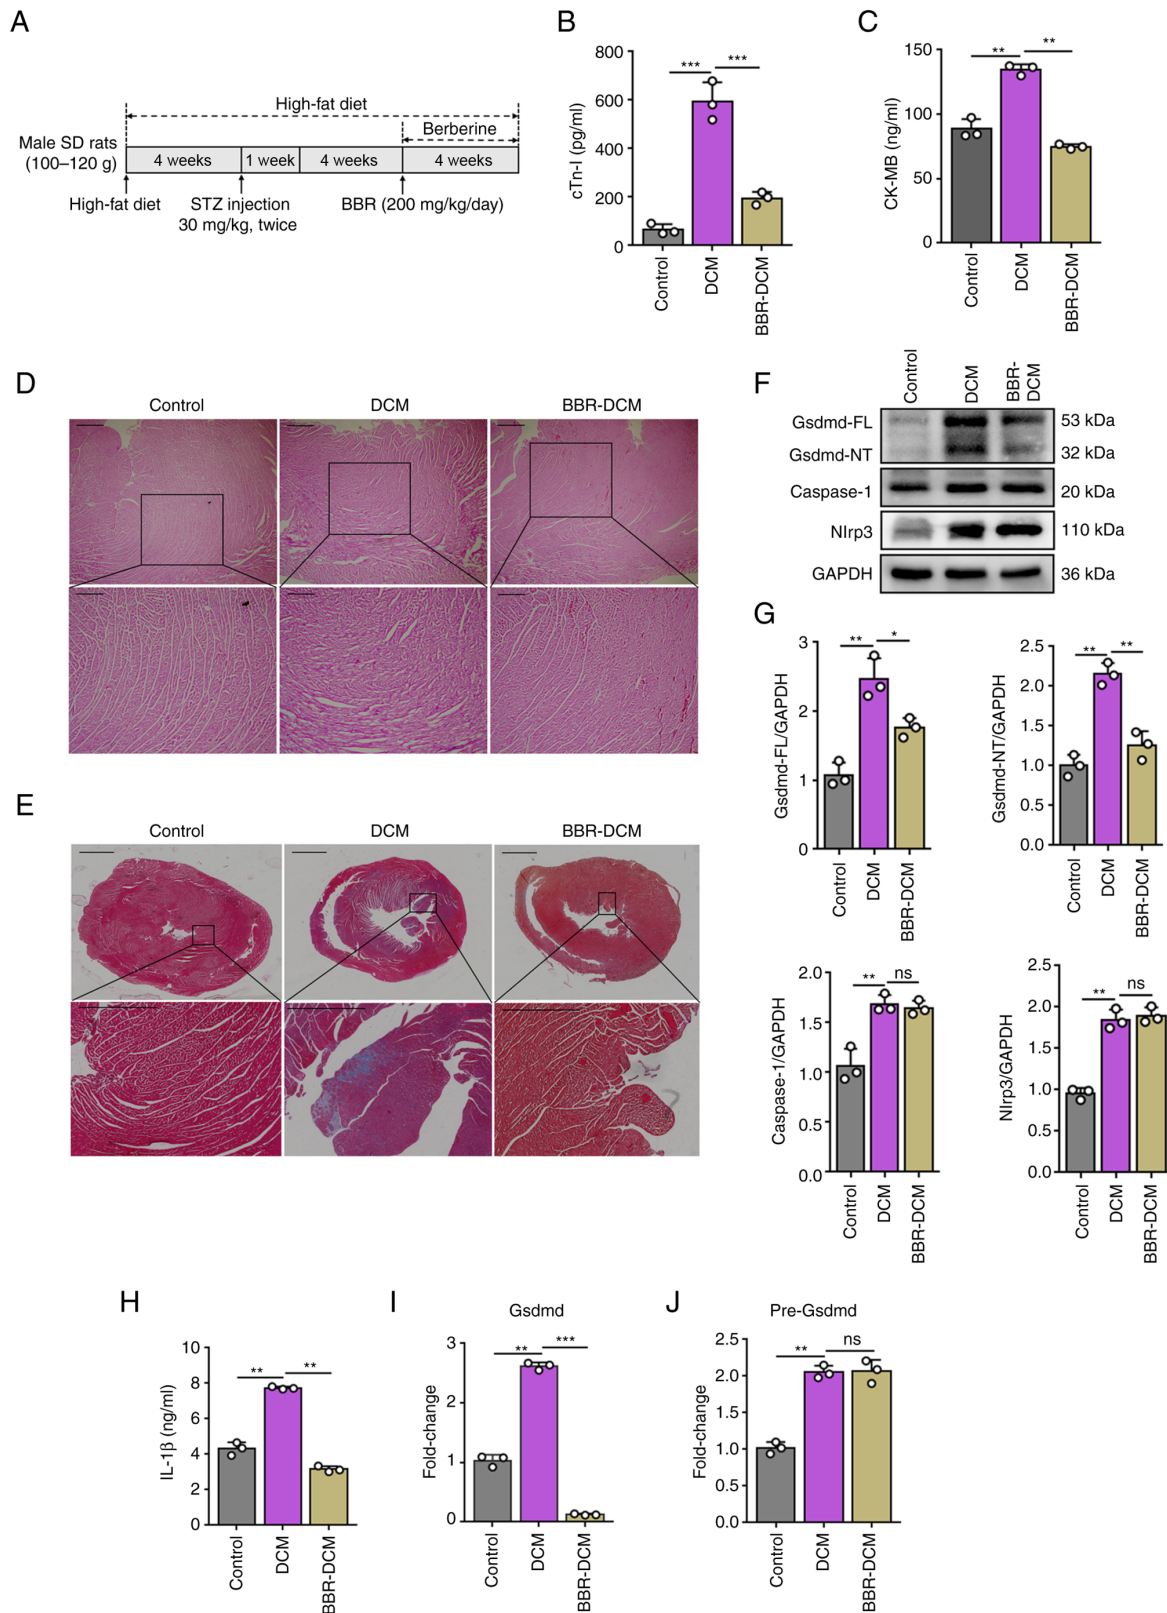 A
High-fat diet
Berberine
Male SD rats
(100–120 g)
4 weeks
1 week
4 weeks
4 weeks
High-fat diet
STZ injection
30 mg/kg, twice
BBR (200 mg/kg/day)
B
cTn-I (pg/ml)
800
600
400
200
0
***
***
Control
DCM
BBR-DCM
C
CK-MB (ng/ml)
150
100
50
0
**
**
Control
DCM
BBR-DCM
D
Control
DCM
BBR-DCM
E
Control
DCM
BBR-DCM
F
Control
DCM
BBR-
DCM
Gsdmd-FL
53 kDa
Gsdmd-NT
32 kDa
Caspase-1
20 kDa
Nlrp3
110 kDa
GAPDH
36 kDa
G
Gsdmd-FL/GAPDH
3
2
1
0
**
*
Control
DCM
BBR-DCM
Gsdmd-NT/GAPDH
2.5
2.0
1.5
1.0
0.5
0.0
**
**
Control
DCM
BBR-DCM
Caspase-1/GAPDH
2.0
1.5
1.0
0.5
0.0
**
ns
Control
DCM
BBR-DCM
Nlrp3/GAPDH
2.5
2.0
1.5
1.0
0.5
0.0
**
ns
Control
DCM
BBR-DCM
H
IL-1β (ng/ml)
10
8
6
4
2
0
**
**
Control
DCM
BBR-DCM
I
Gsdmd
Fold-change
3
2
1
0
**
***
Control
DCM
BBR-DCM
J
Pre-Gsdmd
Fold-change
2.5
2.0
1.5
1.0
0.5
0.0
**
ns
Control
DCM
BBR-DCM